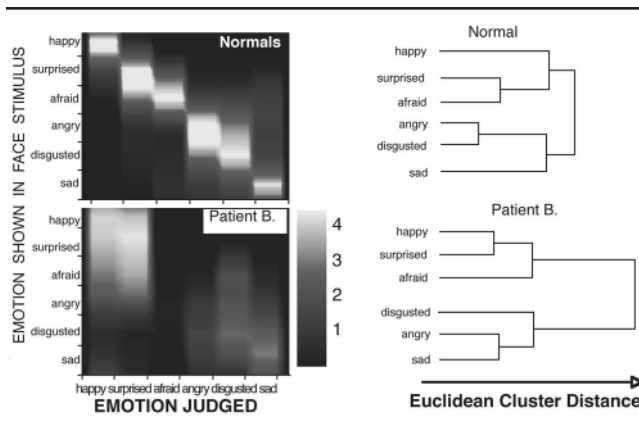 EMOTION SHOWN IN FACE STIMULUS
happy
surprised
afraid
angry
disgusted
sad
Normals
happy
surprised
afraid
angry
disgusted
sad
Patient B.
4
3
2
1
happy surprised afraid angry disgusted sad
EMOTION JUDGED
Normal
happy
surprised
afraid
angry
disgusted
sad
Patient B.
happy
surprised
afraid
disgusted
angry
sad
Euclidean Cluster Distance